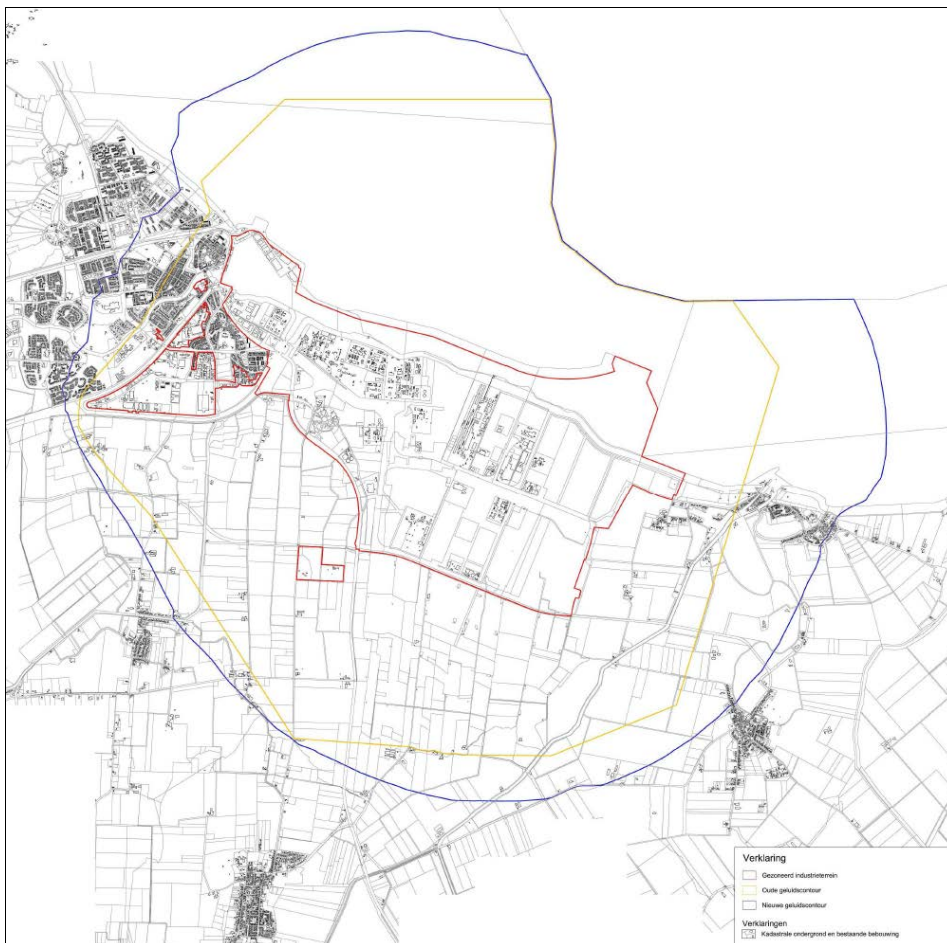 Verklaring
Gezoneerd industrieterrein
Oude geluidscontour
Nieuwe geluidscontour
Verklaringen
Kadastrale ondergrond en bestaande bebouwing